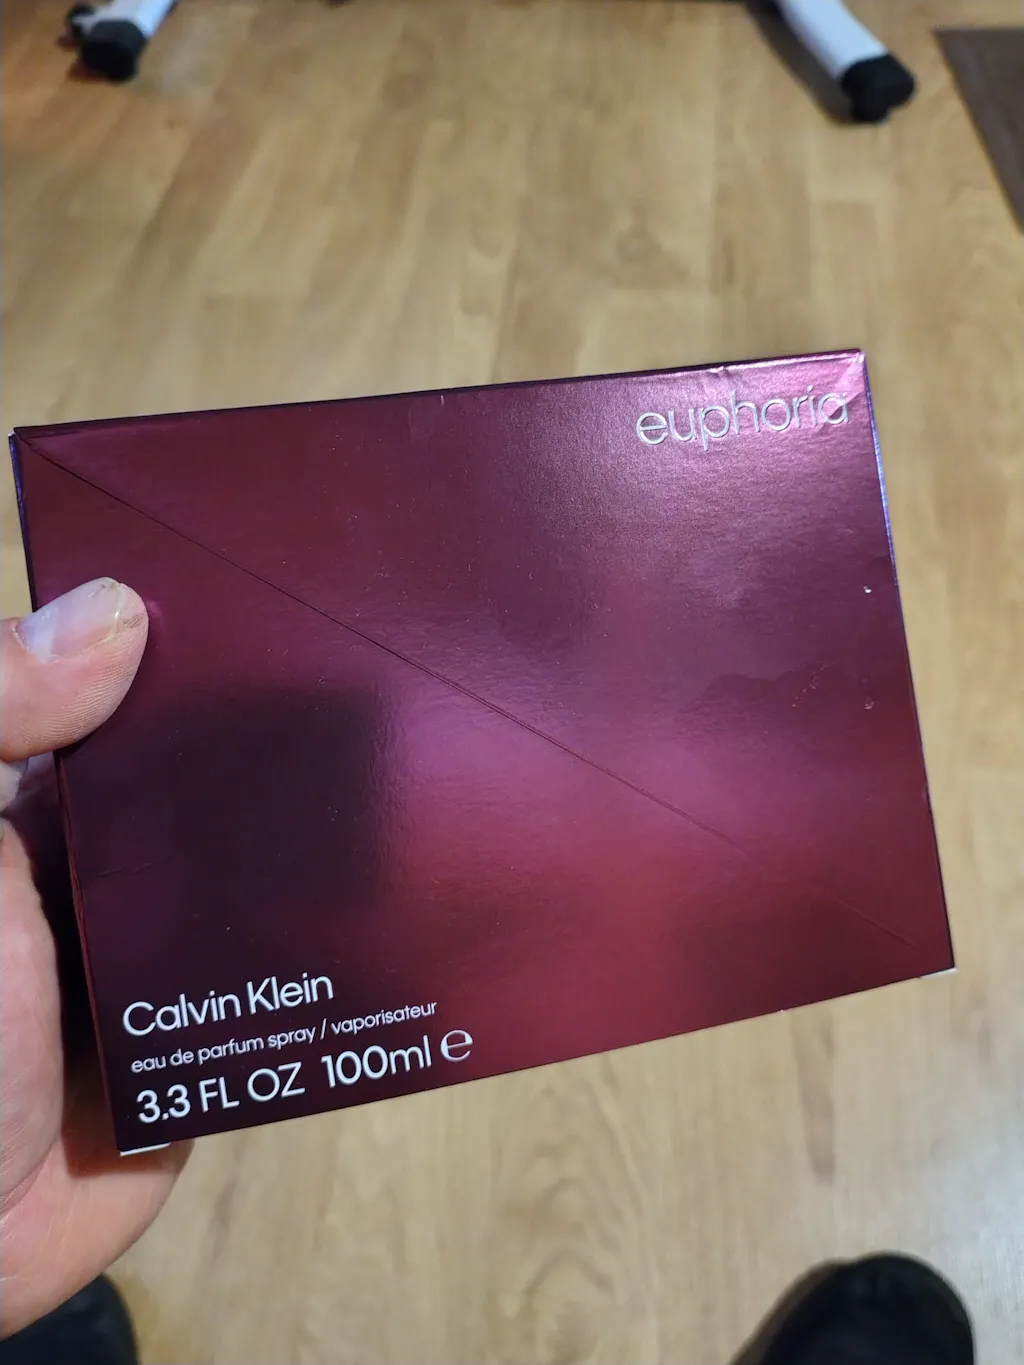 euphoria
Calvin Klein
eau de parfum spray / vaporisateur
3.3 FL OZ 100ml ℮